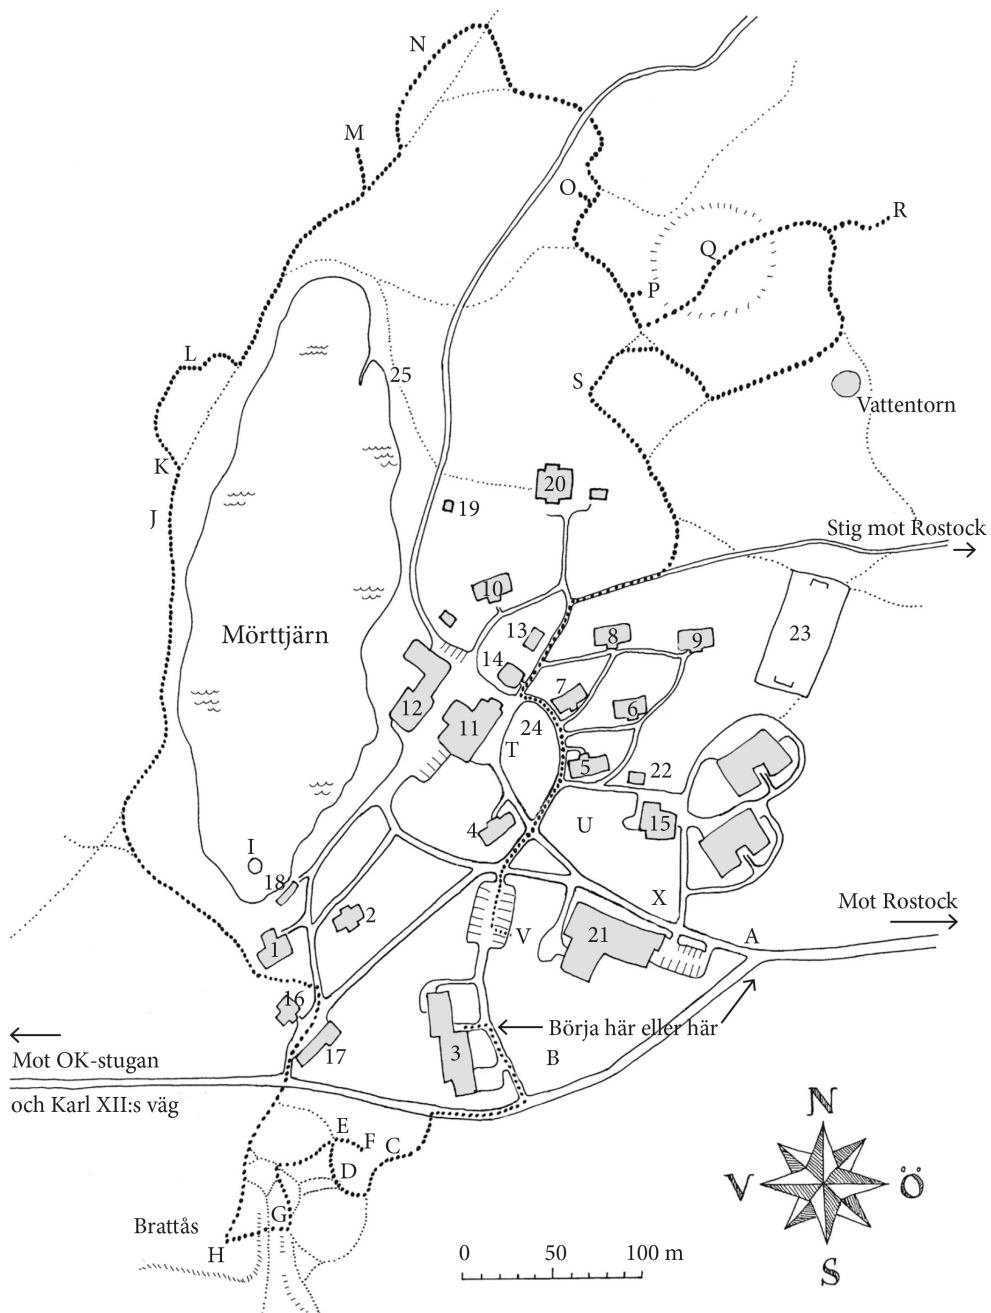 N
M
O
R
Q
P
L
S
25
Vattentorn
K
20
J
19
Stig mot Rostock
10
Mörttjärn
13
8
9
23
14
7
12
6
11
24
T
5
22
4
U
15
I
18
X
Mot Rostock
2
21
V
A
1
16
Börja här eller här
17
3
B
Mot OK-stugan
och Karl XII:s väg
E
F
C
D
N
V
Ö
S
G
Brattås
H
0 50 100 m